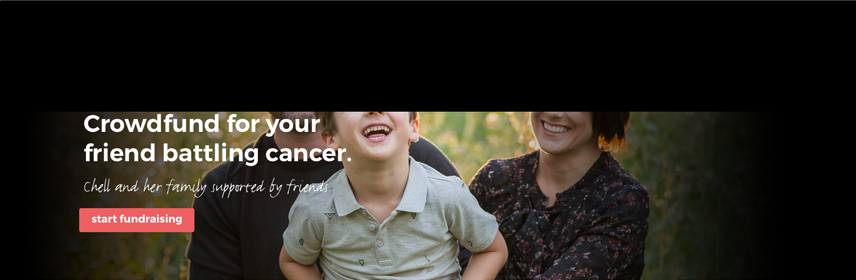 Crowdfund for your
friend battling cancer.
Chell and her family supported by friends
start fundraising